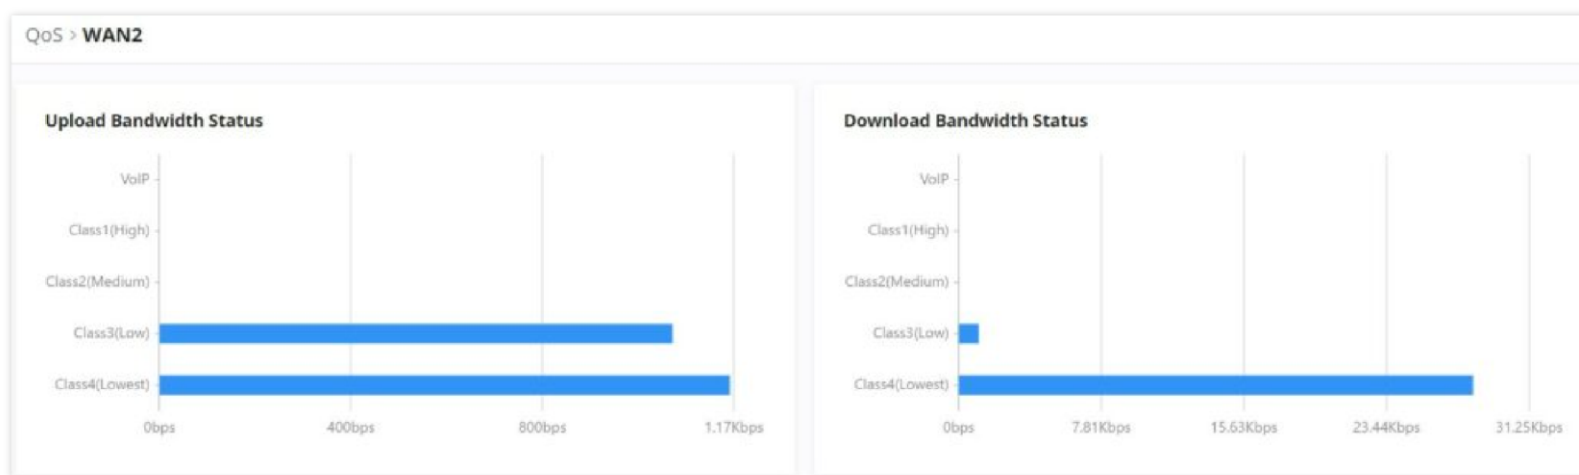 QoS > WAN2
Upload Bandwidth Status
VoIP
Class1(High)
Class2(Medium)
Class3(Low)
Class4(Lowest)
0bps 400bps 800bps 1.17Kbps
Download Bandwidth Status
VoIP
Class1(High)
Class2(Medium)
Class3(Low)
Class4(Lowest)
0bps 7.81Kbps 15.63Kbps 23.44Kbps 31.25Kbps